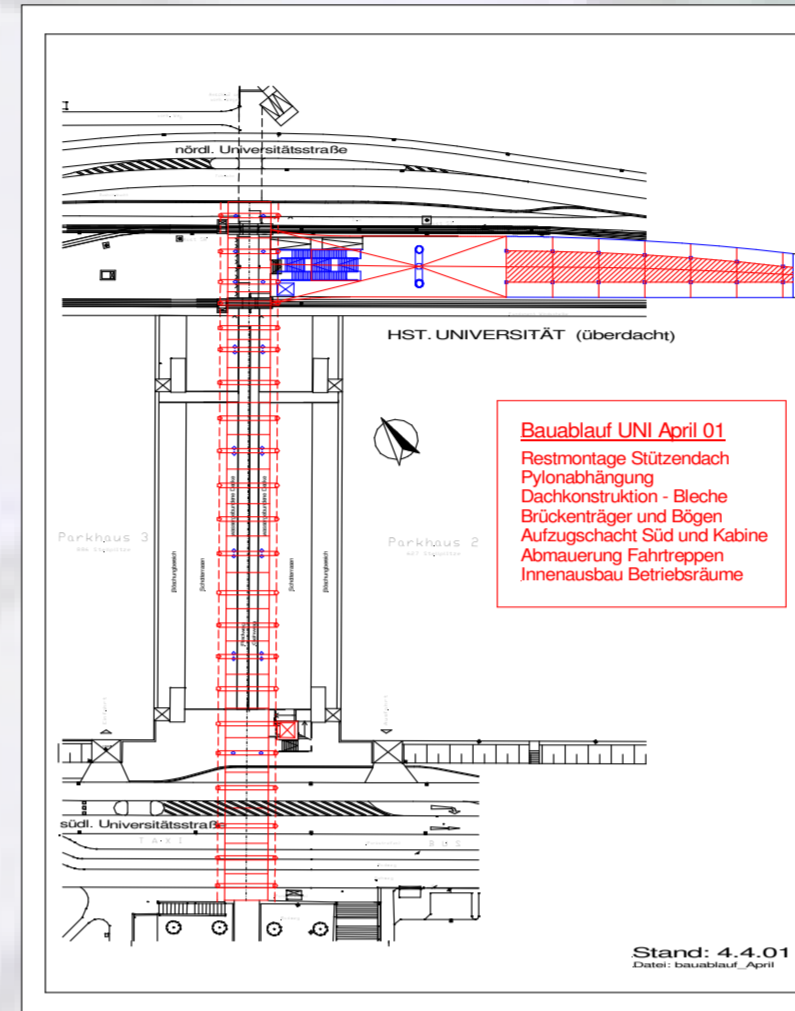 nördl. Universitätsstraße
HST. UNIVERSITÄT (überdacht)
Bauablauf UNI April 01
Restmontage Stützendach
Pylonabhängung
Dachkonstruktion - Bleche
Brückenträger und Bögen
Aufzugschacht Süd und Kabine
Abmauerung Fahrtreppen
Innenausbau Betriebsräume
Parkhaus 3
Parkhaus 2
südl. Universitätsstraße
TAXI
BUS
Stand: 4.4.01
Datei: bauablauf_April